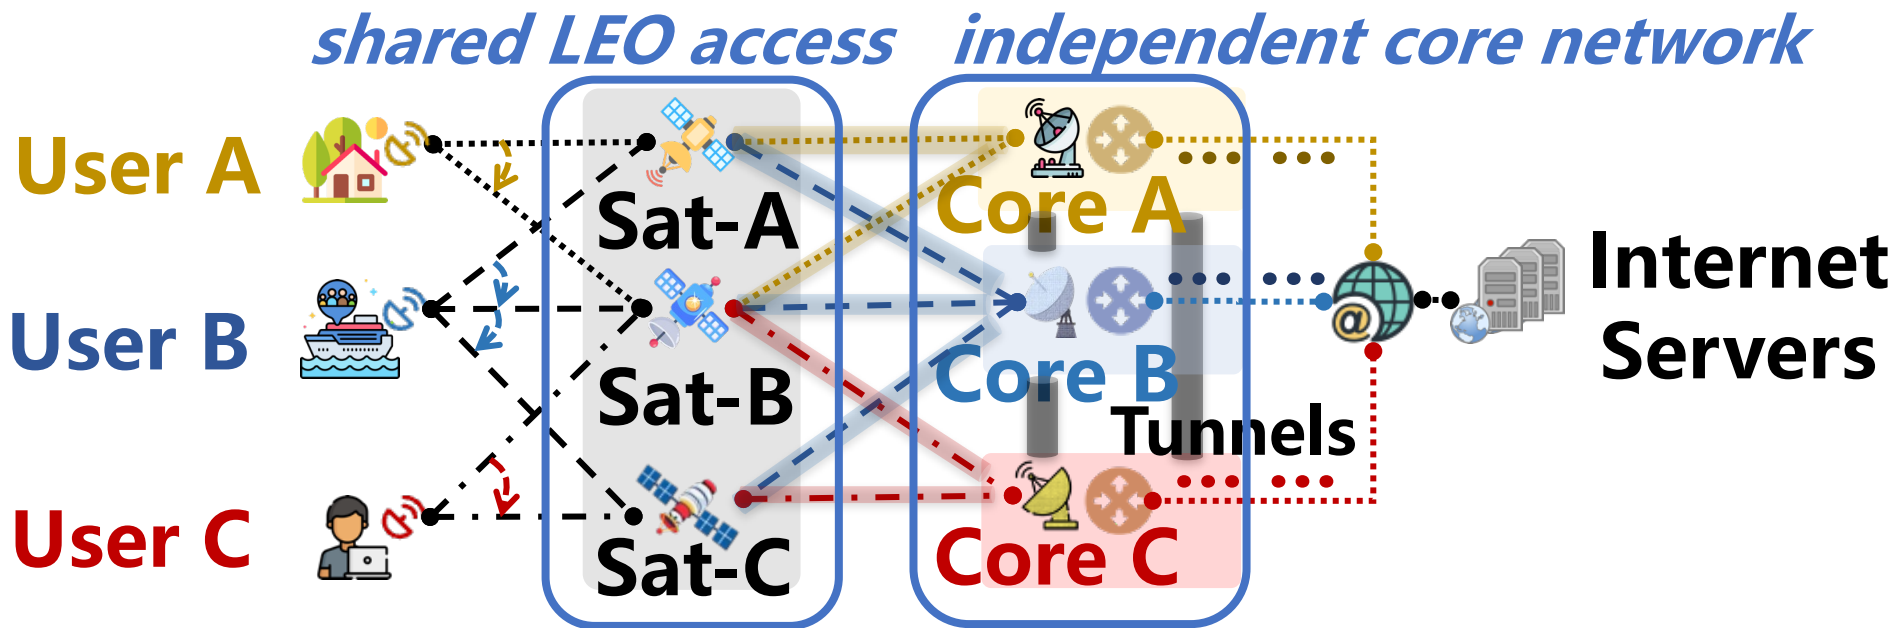 shared LEO access
independent core network
User A
Sat-A
Core A
User B
Sat-B
Core B
Internet
Servers
@
Tunnels
User C
Sat-C
Core C